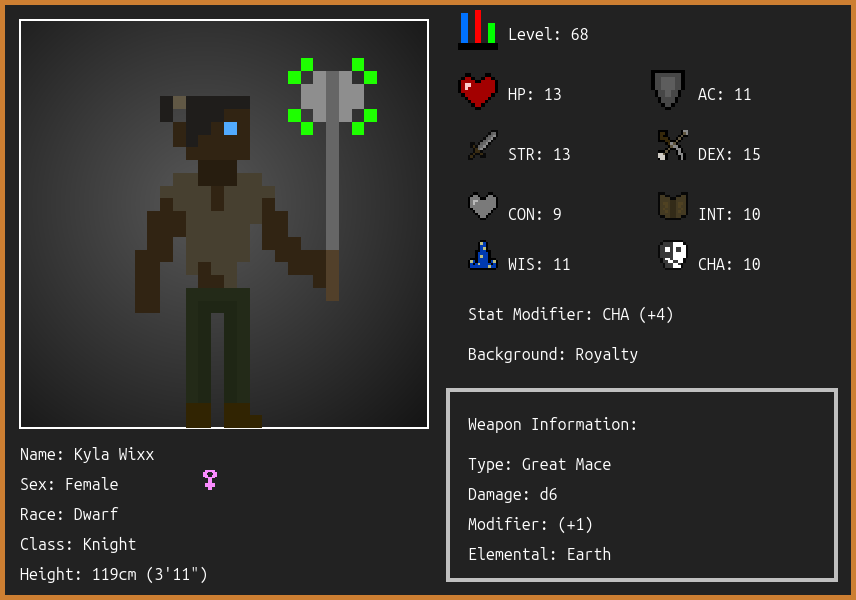 Level: 68
HP: 13
AC: 11
STR: 13
DEX: 15
CON: 9
INT: 10
WIS: 11
CHA: 10
Stat Modifier: CHA (+4)
Background: Royalty
Weapon Information:
Type: Great Mace
Damage: d6
Modifier: (+1)
Elemental: Earth
Name: Kyla Wixx
Sex: Female
Race: Dwarf
Class: Knight
Height: 119cm (3'11")